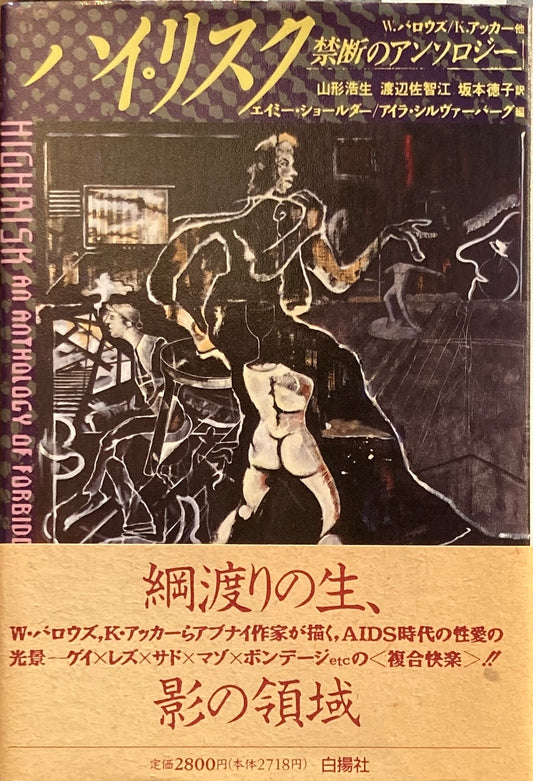 ハイ・リスク
W.バロウズ/K.アッカー他
禁断のアンソロジー
山形浩生 渡辺佐智江 坂本徳子訳
エイミー・ショールダー/アイラ・シルヴァーバーグ編
HIGH RISK AN ANTHOLOGY OF FORBIDD
綱渡りの生、
W・バロウズ,K・アッカーらアブナイ作家が描く,AIDS時代の性愛の
光景―ゲイ×レズ×サド×マゾ×ボンデージetcの<複合快楽>!!
影の領域
定価2800円(本体2718円) 白揚社